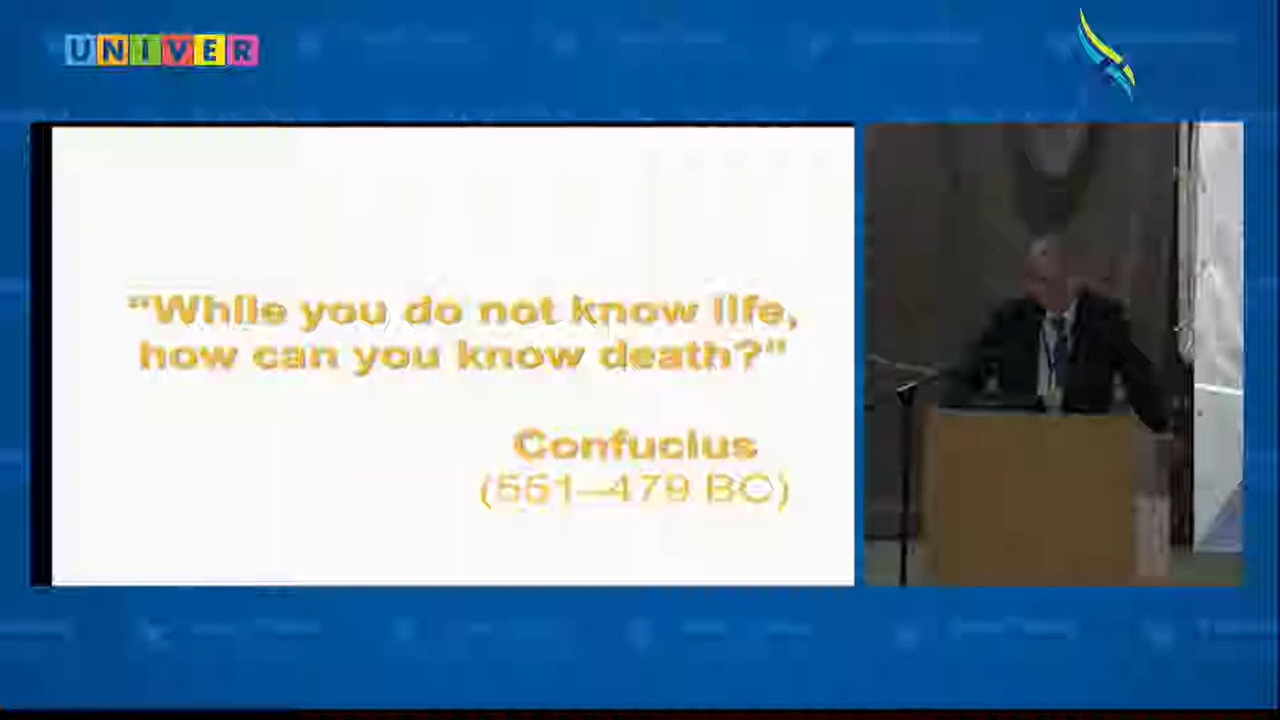 UNIVER
“While you do not know life,
how can you know death?”
Confucius
(551–479 BC)